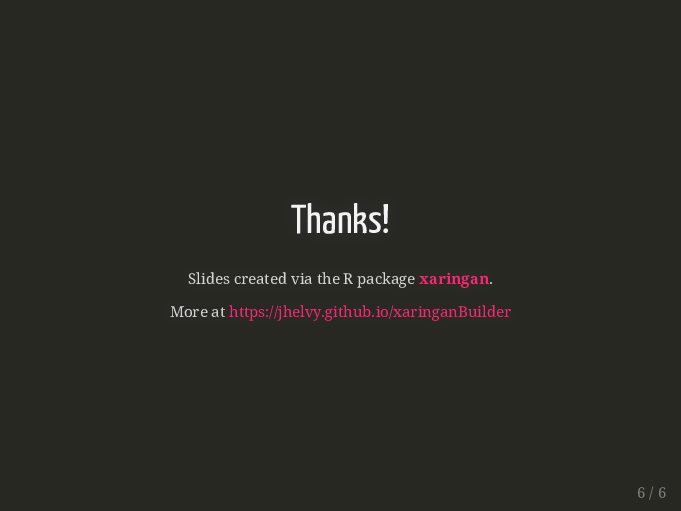 Thanks!
Slides created via the R package xaringan.
More at https://jhelvy.github.io/xaringanBuilder
6 / 6